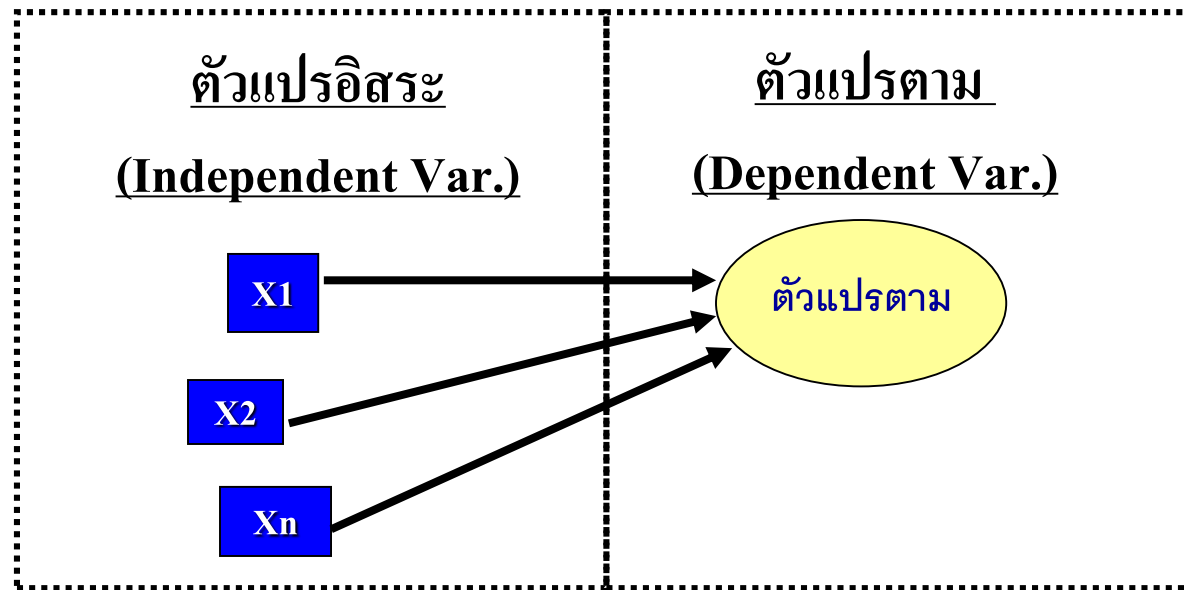 ตัวแปรอิสระ
(Independent Var.)
X1
X2
Xn
ตัวแปรตาม
(Dependent Var.)
ตัวแปรตาม